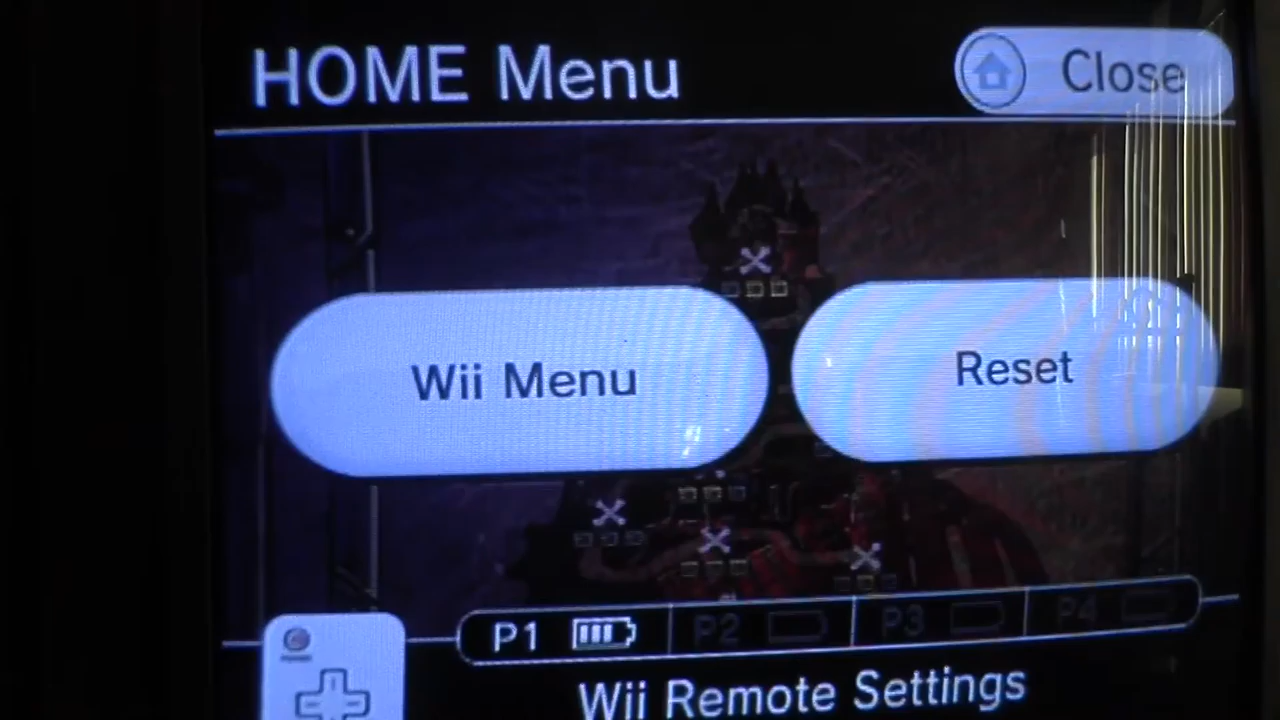 HOME Menu
Close
Wii Menu
Reset
P1
P2
P3
P4
Wii Remote Settings